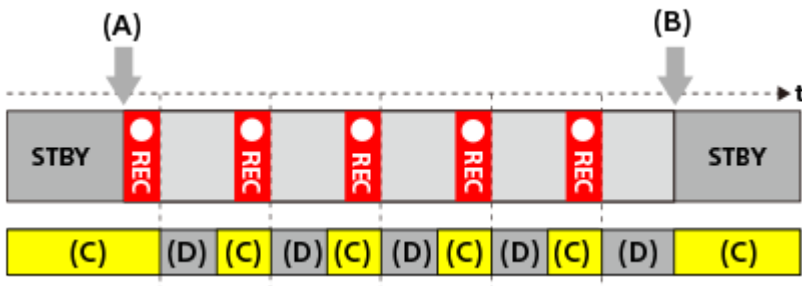 (A) (B)
t
STBY REC REC REC REC REC STBY
(C) (D) (C) (D) (C) (D) (C) (D) (C) (D) (C)